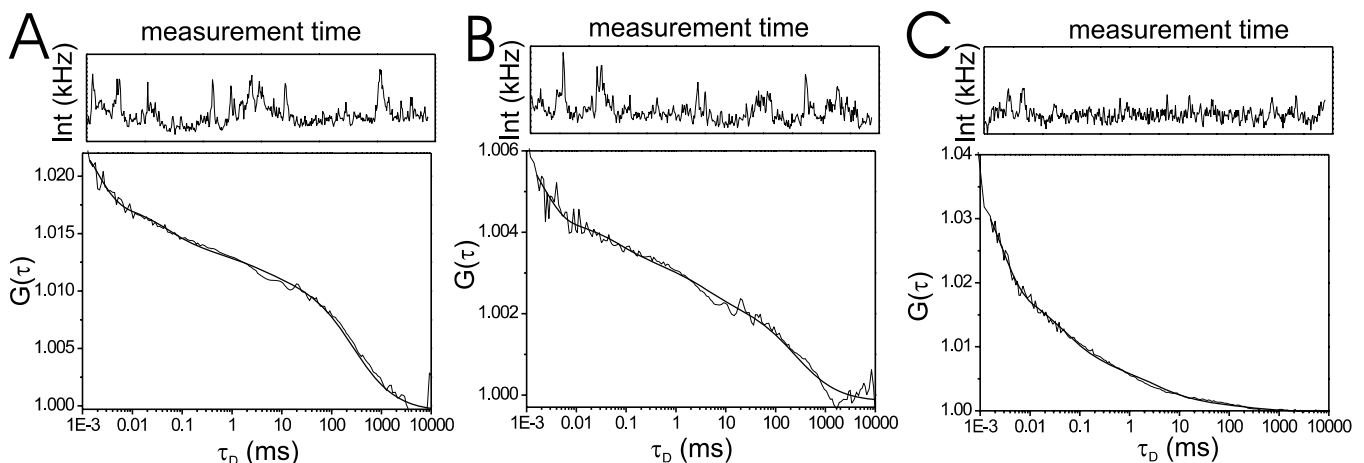 A
measurement time
Int (kHz)
G(τ)
1.020
1.015
1.010
1.005
1.000
1E-3 0.01 0.1 1 10 100 1000 10000
τD (ms)
B
measurement time
Int (kHz)
G(τ)
1.006
1.004
1.002
1.000
1E-3 0.01 0.1 1 10 100 1000 10000
τD (ms)
C
measurement time
Int (kHz)
G(τ)
1.04
1.03
1.02
1.01
1.00
1E-3 0.01 0.1 1 10 100 1000 10000
τD (ms)